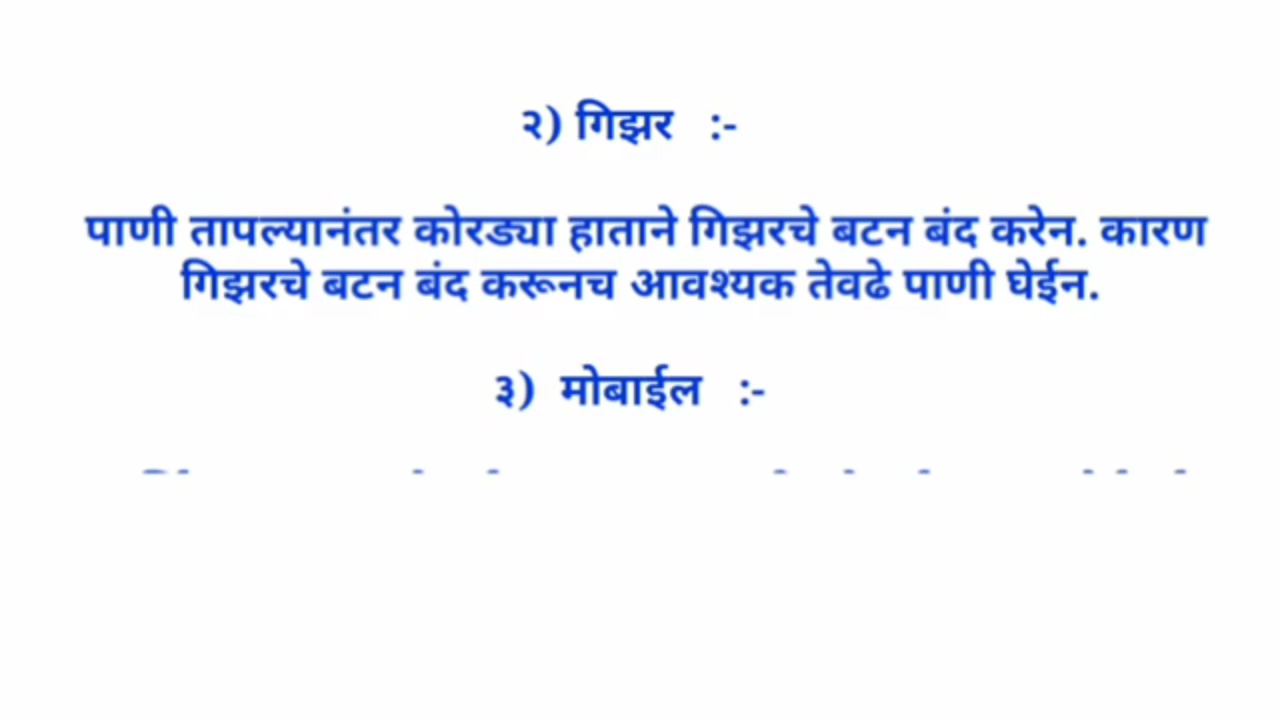 २) गिझर :-
पाणी तापल्यानंतर कोरड्या हाताने गिझरचे बटन बंद करेन. कारण
गिझरचे बटन बंद करूनच आवश्यक तेवढे पाणी घेईन.
३) मोबाईल :-